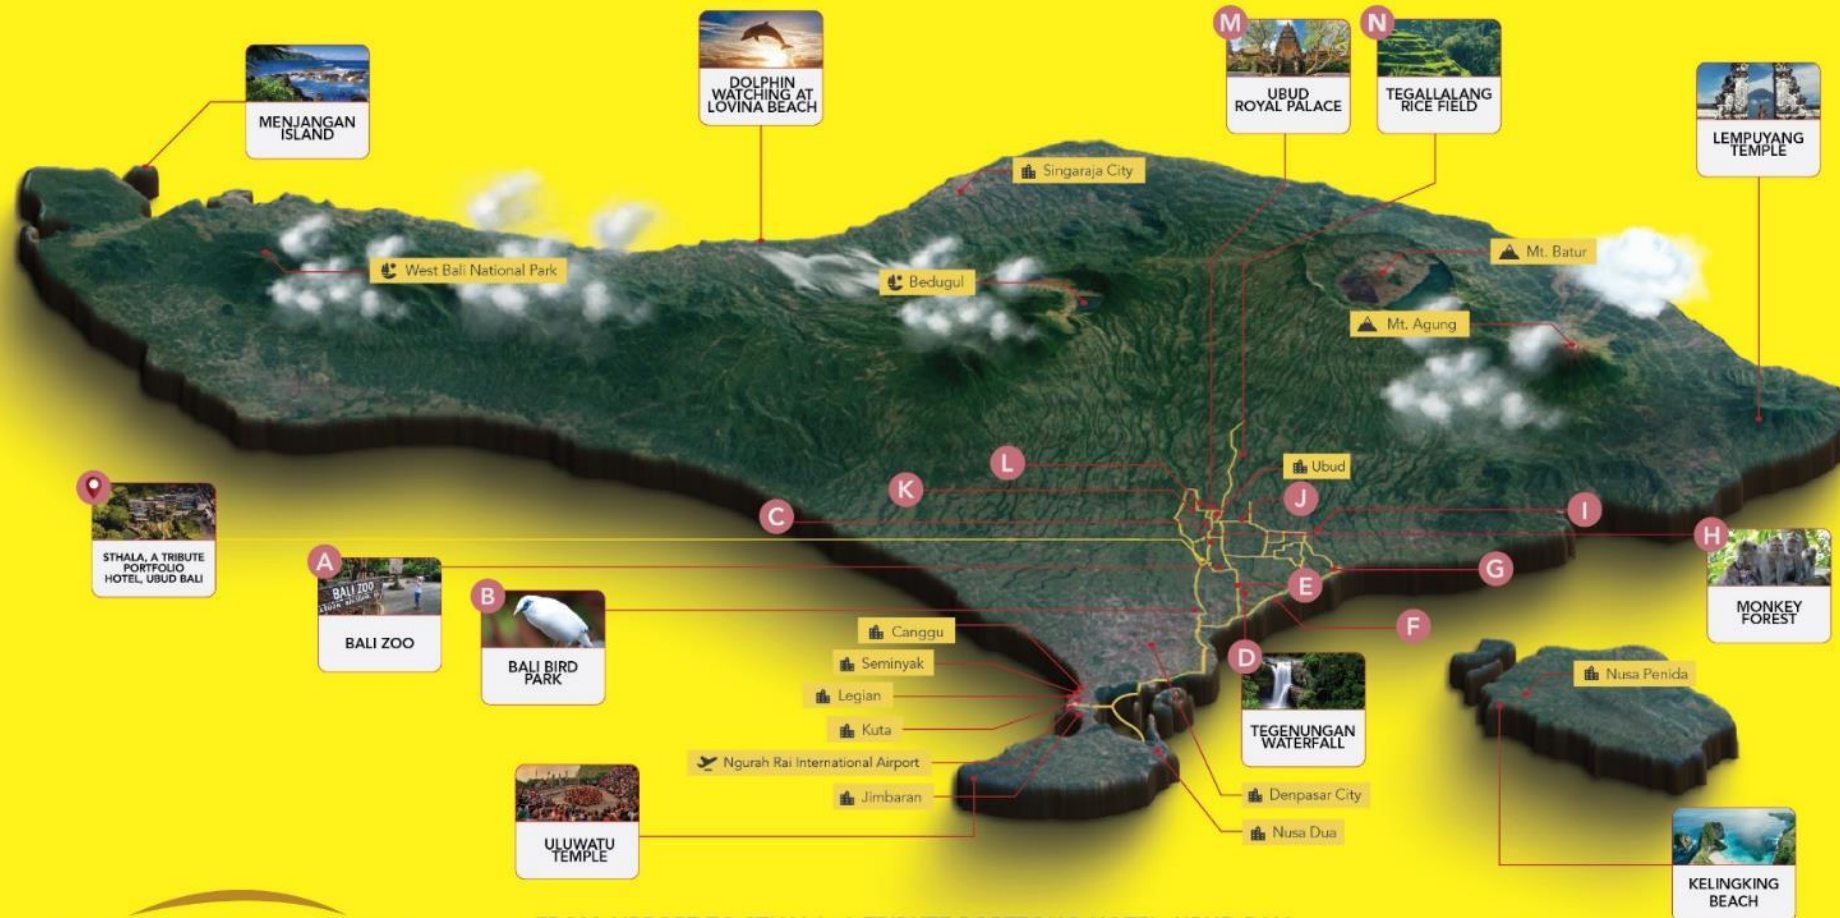 M
N
MENJANGAN
ISLAND
DOLPHIN
WATCHING AT
LOVINA BEACH
UBUD
ROYAL PALACE
TEGALLALANG
RICE FIELD
LEMPUYANG
TEMPLE
Singaraja City
West Bali National Park
Bedugul
Mt. Batur
Mt. Agung
L
Ubud
K
J
C
I
H
STHALA, A TRIBUTE
PORTFOLIO
HOTEL, UBUD BALI
A
BALI ZOO
BALI ZOO
B
BALI BIRD
PARK
G
E
F
MONKEY
FOREST
Canggu
Seminyak
Legian
Kuta
Ngurah Rai International Airport
Jimbaran
D
TEGENUNGAN
WATERFALL
Nusa Penida
Denpasar City
Nusa Dua
ULUWATU
TEMPLE
KELINGKING
BEACH